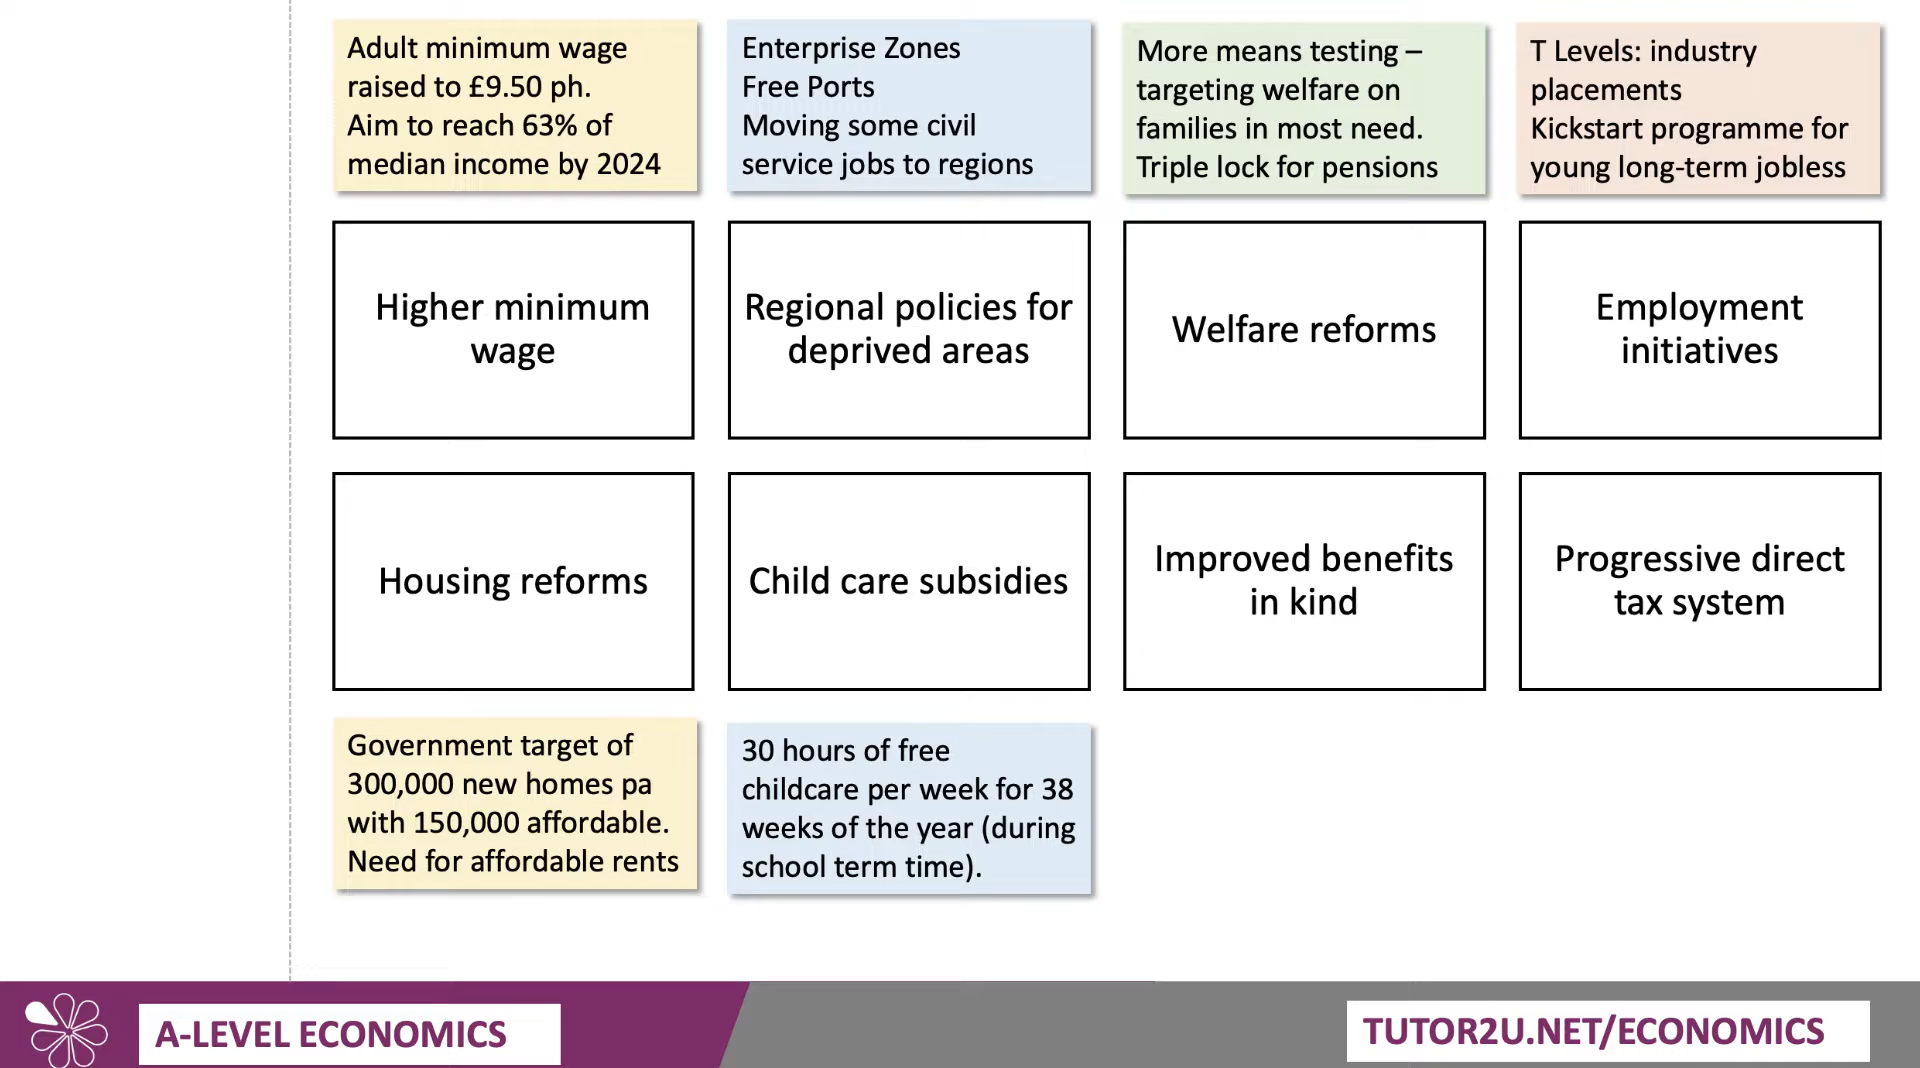 Adult minimum wage
raised to £9.50 ph.
Aim to reach 63% of
median income by 2024
Enterprise Zones
Free Ports
Moving some civil
service jobs to regions
More means testing –
targeting welfare on
families in most need.
Triple lock for pensions
T Levels: industry
placements
Kickstart programme for
young long-term jobless
Higher minimum
wage
Regional policies for
deprived areas
Welfare reforms
Employment
initiatives
Housing reforms
Child care subsidies
Improved benefits
in kind
Progressive direct
tax system
Government target of
300,000 new homes pa
with 150,000 affordable.
Need for affordable rents
30 hours of free
childcare per week for 38
weeks of the year (during
school term time).
A-LEVEL ECONOMICS
TUTOR2U.NET/ECONOMICS